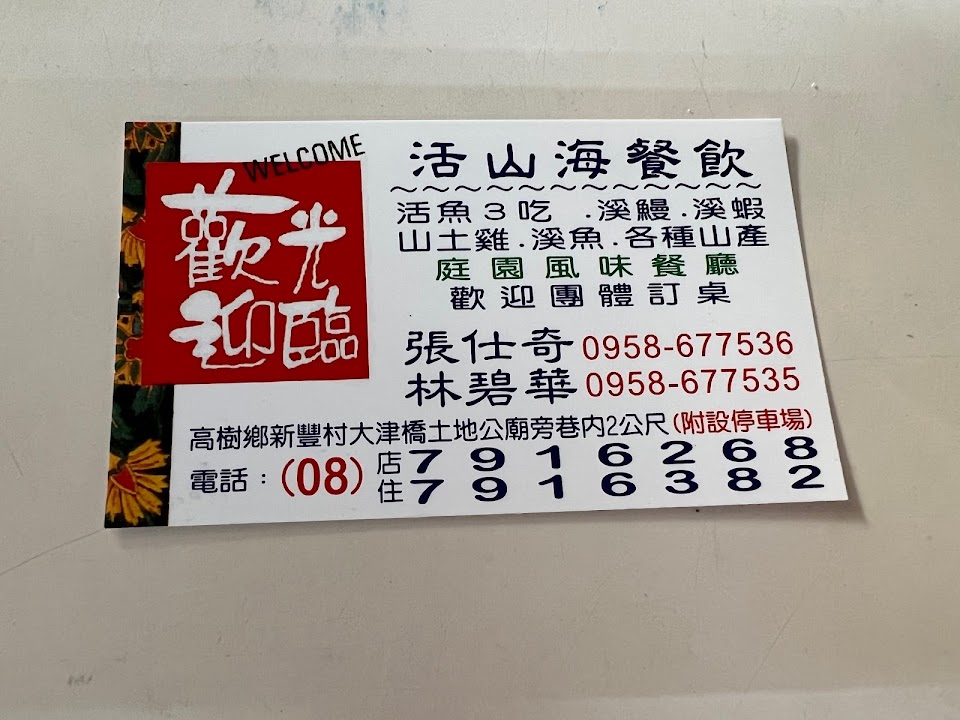 WELCOME
歡迎光臨
活山海餐飲
活魚3吃．溪鰻．溪蝦
山土雞．溪魚．各種山產
庭園風味餐廳
歡迎團體訂桌
張仕奇 0958-677536
林碧華 0958-677535
高樹鄉新豐村大津橋土地公廟旁巷內2公尺(附設停車場)
電話：(08) 店 7916268
住 7916382